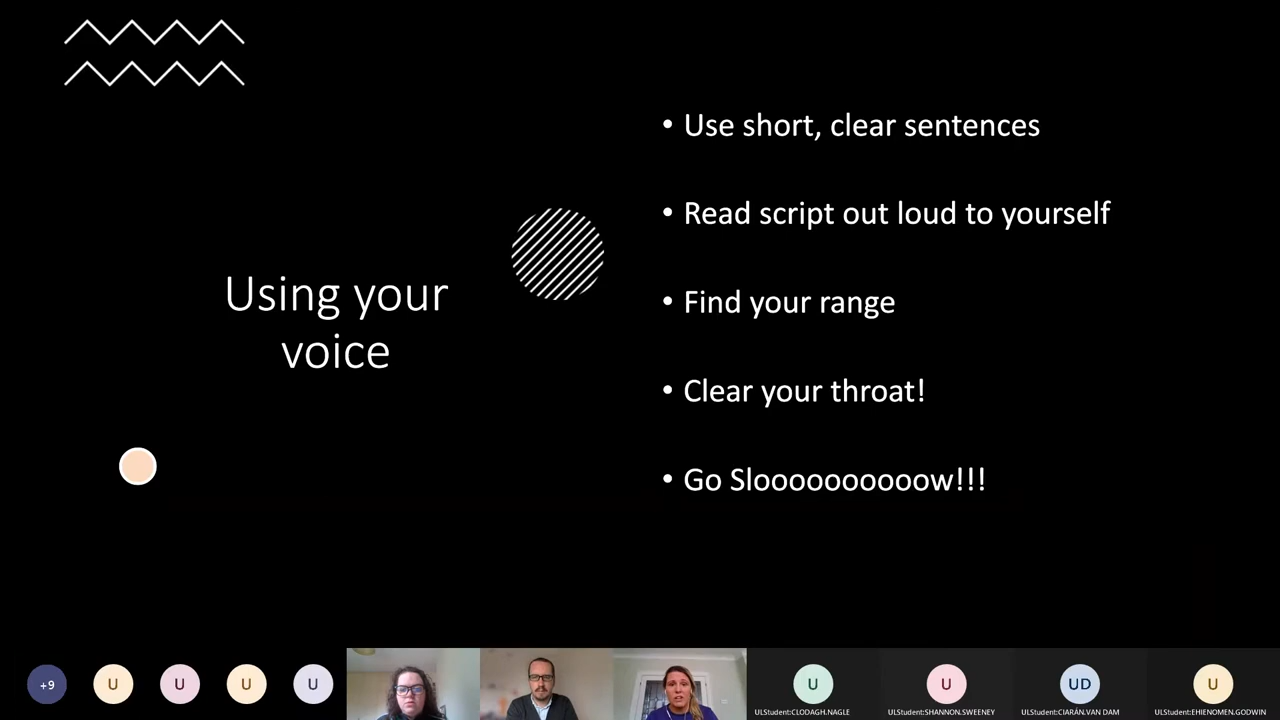 Using your
voice
• Use short, clear sentences
• Read script out loud to yourself
• Find your range
• Clear your throat!
• Go Slooooooooow!!!
+9
U
U
U
U
U
U
UD
U
ULStudent:CLODAGH.NAGLE
ULStudent:SHANNON.SWEENEY
ULStudent:CIARÁN.VAN DAM
ULStudent:EHIENOMEN.GODWIN